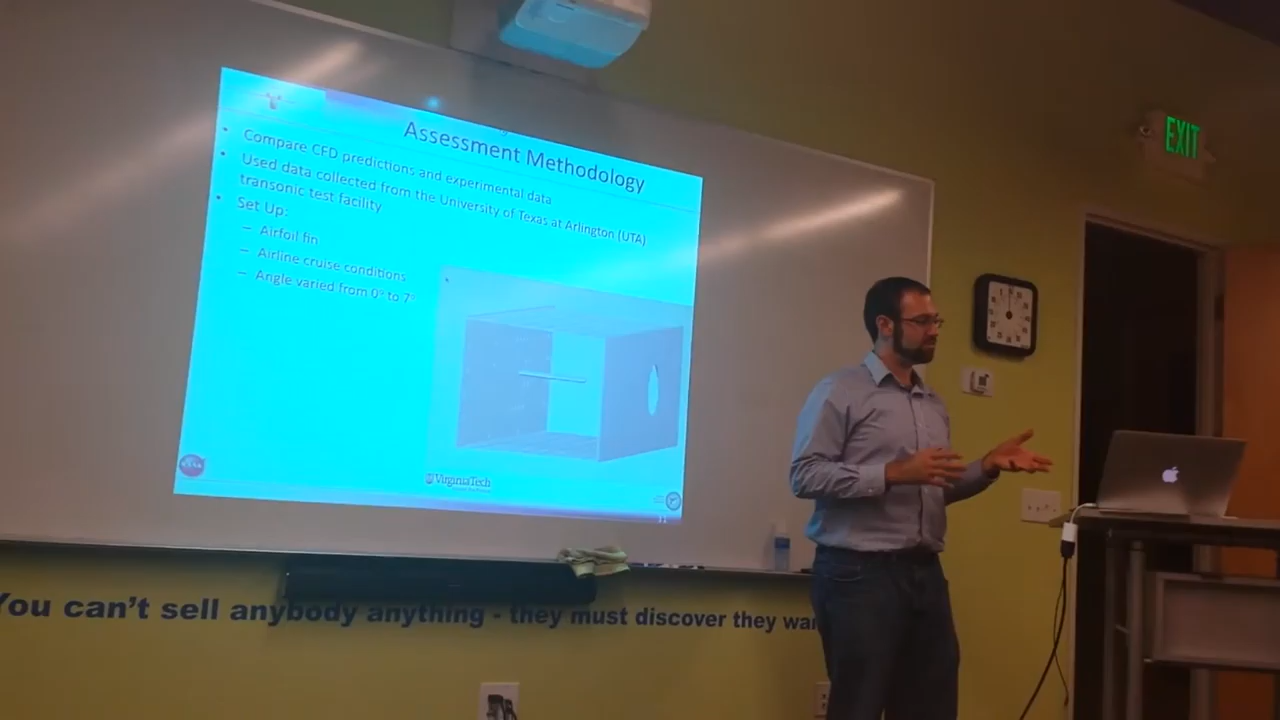 Assessment Methodology
• Compare CFD predictions and experimental data
• Used data collected from the University of Texas at Arlington (UTA)
transonic test facility
• Set Up:
– Airfoil fin
– Airline cruise conditions
– Angle varied from 0° to 7°
NASA
VirginiaTech
EXIT
You can't sell anybody anything - they must discover they